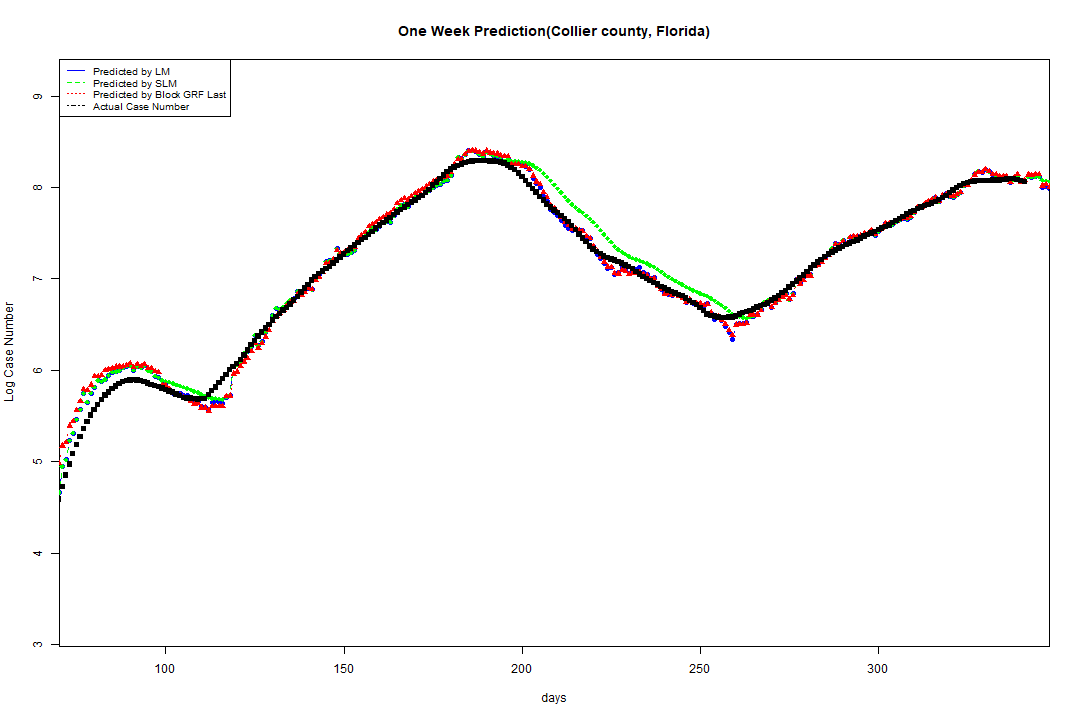 One Week Prediction(Collier county, Florida)
Predicted by LM
Predicted by SLM
Predicted by Block GRF Last
Actual Case Number
9
8
7
6
5
4
3
Log Case Number
100 150 200 250 300
days